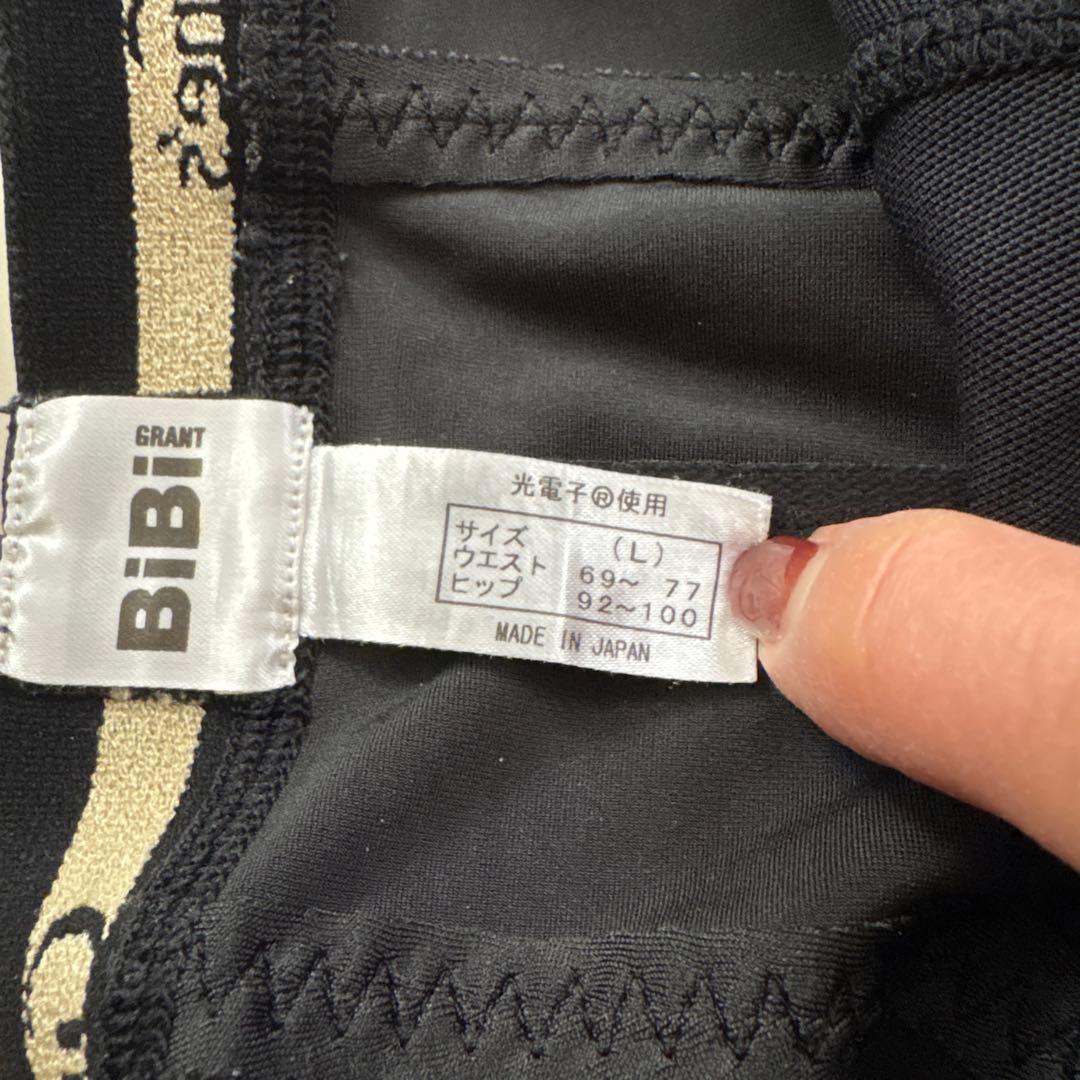 GRANT
BiBi
光電子®使用
サイズ (L)
ウエスト 69～ 77
ヒップ 92～100
MADE IN JAPAN